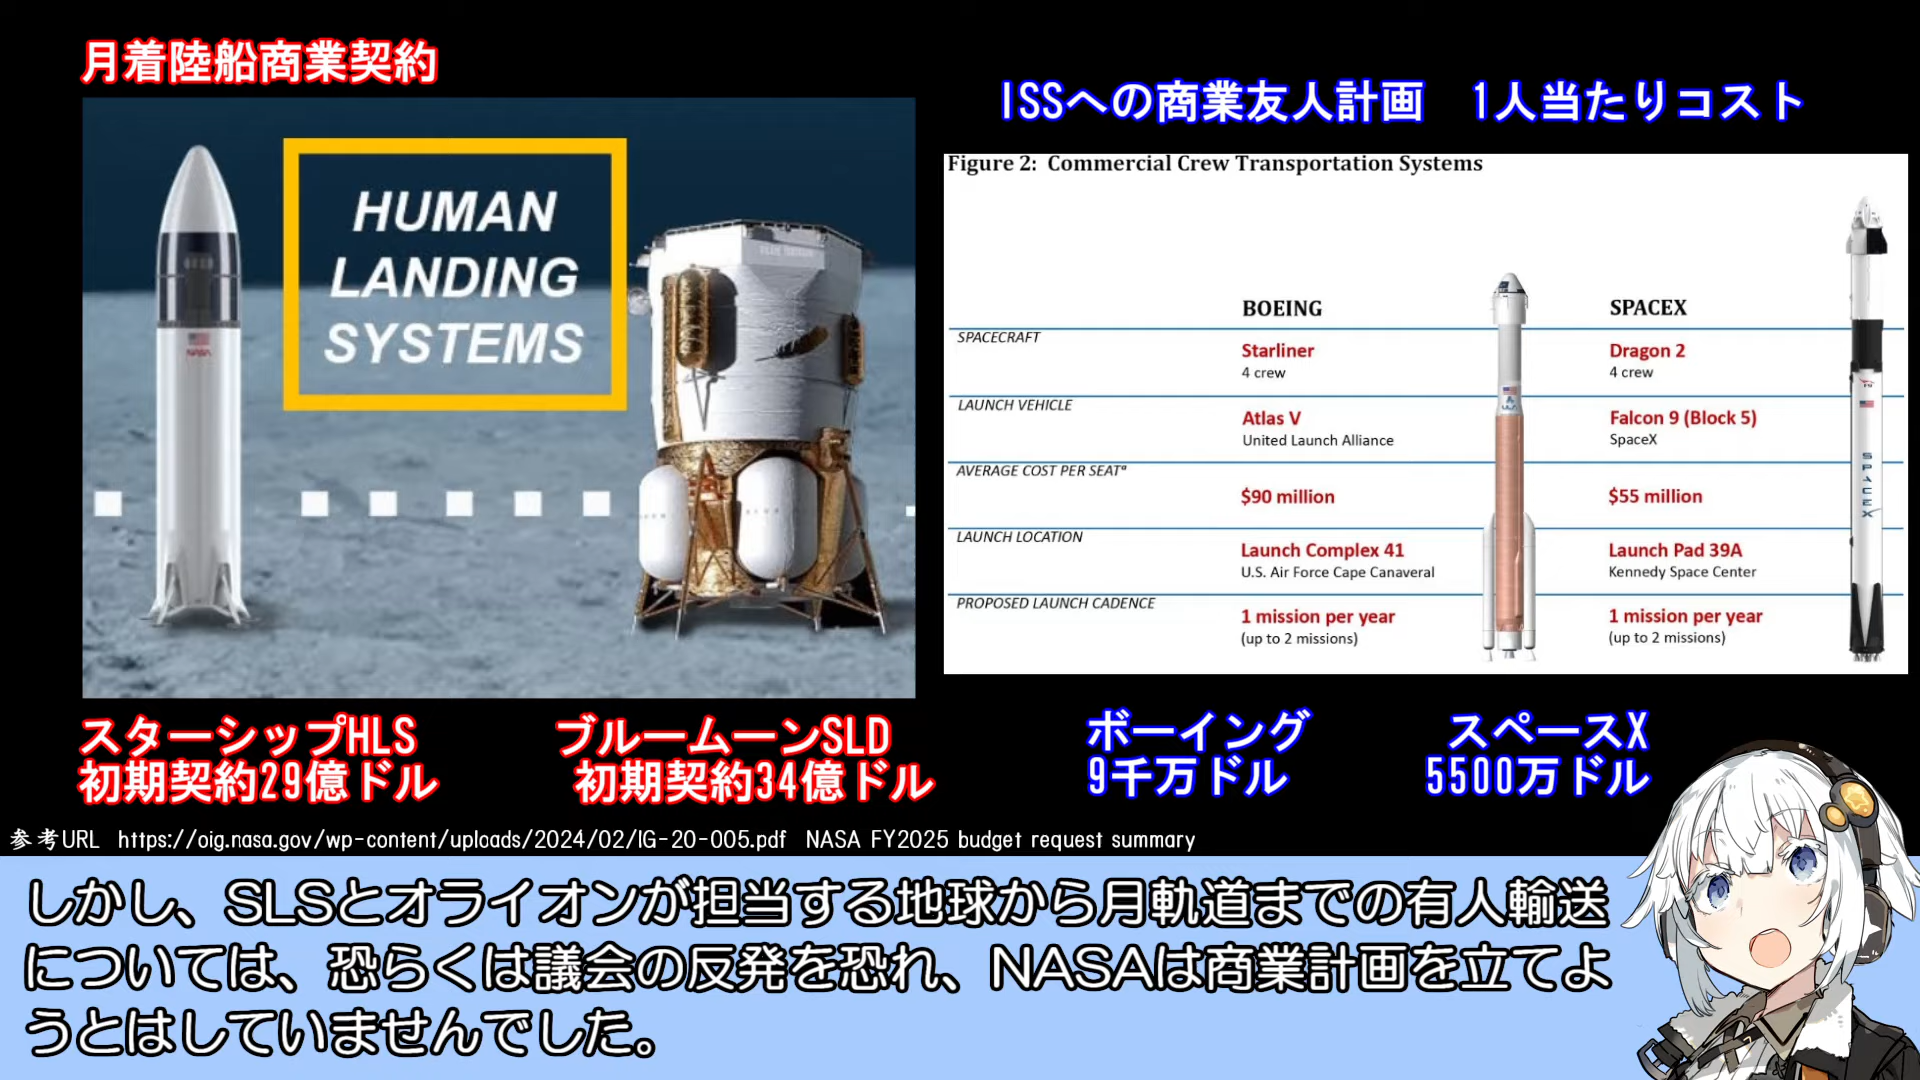 月着陸船商業契約
HUMAN
LANDING
SYSTEMS
NASA
スターシップHLS
初期契約29億ドル
ブルームーンSLD
初期契約34億ドル
ISSへの商業友人計画　1人当たりコスト
Figure 2: Commercial Crew Transportation Systems
BOEING
SPACEX
SPACECRAFT
Starliner
4 crew
Dragon 2
4 crew
LAUNCH VEHICLE
Atlas V
United Launch Alliance
Falcon 9 (Block 5)
SpaceX
AVERAGE COST PER SEATª
$90 million
$55 million
LAUNCH LOCATION
Launch Complex 41
U.S. Air Force Cape Canaveral
Launch Pad 39A
Kennedy Space Center
PROPOSED LAUNCH CADENCE
1 mission per year
(up to 2 missions)
1 mission per year
(up to 2 missions)
ULA
SPACEX
ボーイング
9千万ドル
スペースX
5500万ドル
参考URL https://oig.nasa.gov/wp-content/uploads/2024/02/IG-20-005.pdf NASA FY2025 budget request summary
しかし、SLSとオライオンが担当する地球から月軌道までの有人輸送
については、恐らくは議会の反発を恐れ、NASAは商業計画を立てよ
うとはしていませんでした。